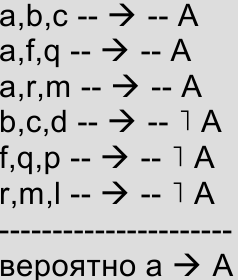 a,b,c -- → -- A
a,f,q -- → -- A
a,r,m -- → -- A
b,c,d -- → -- ˥ A
f,q,p -- → -- ˥ A
r,m,l -- → -- ˥ A
-----------------------
вероятно а → А